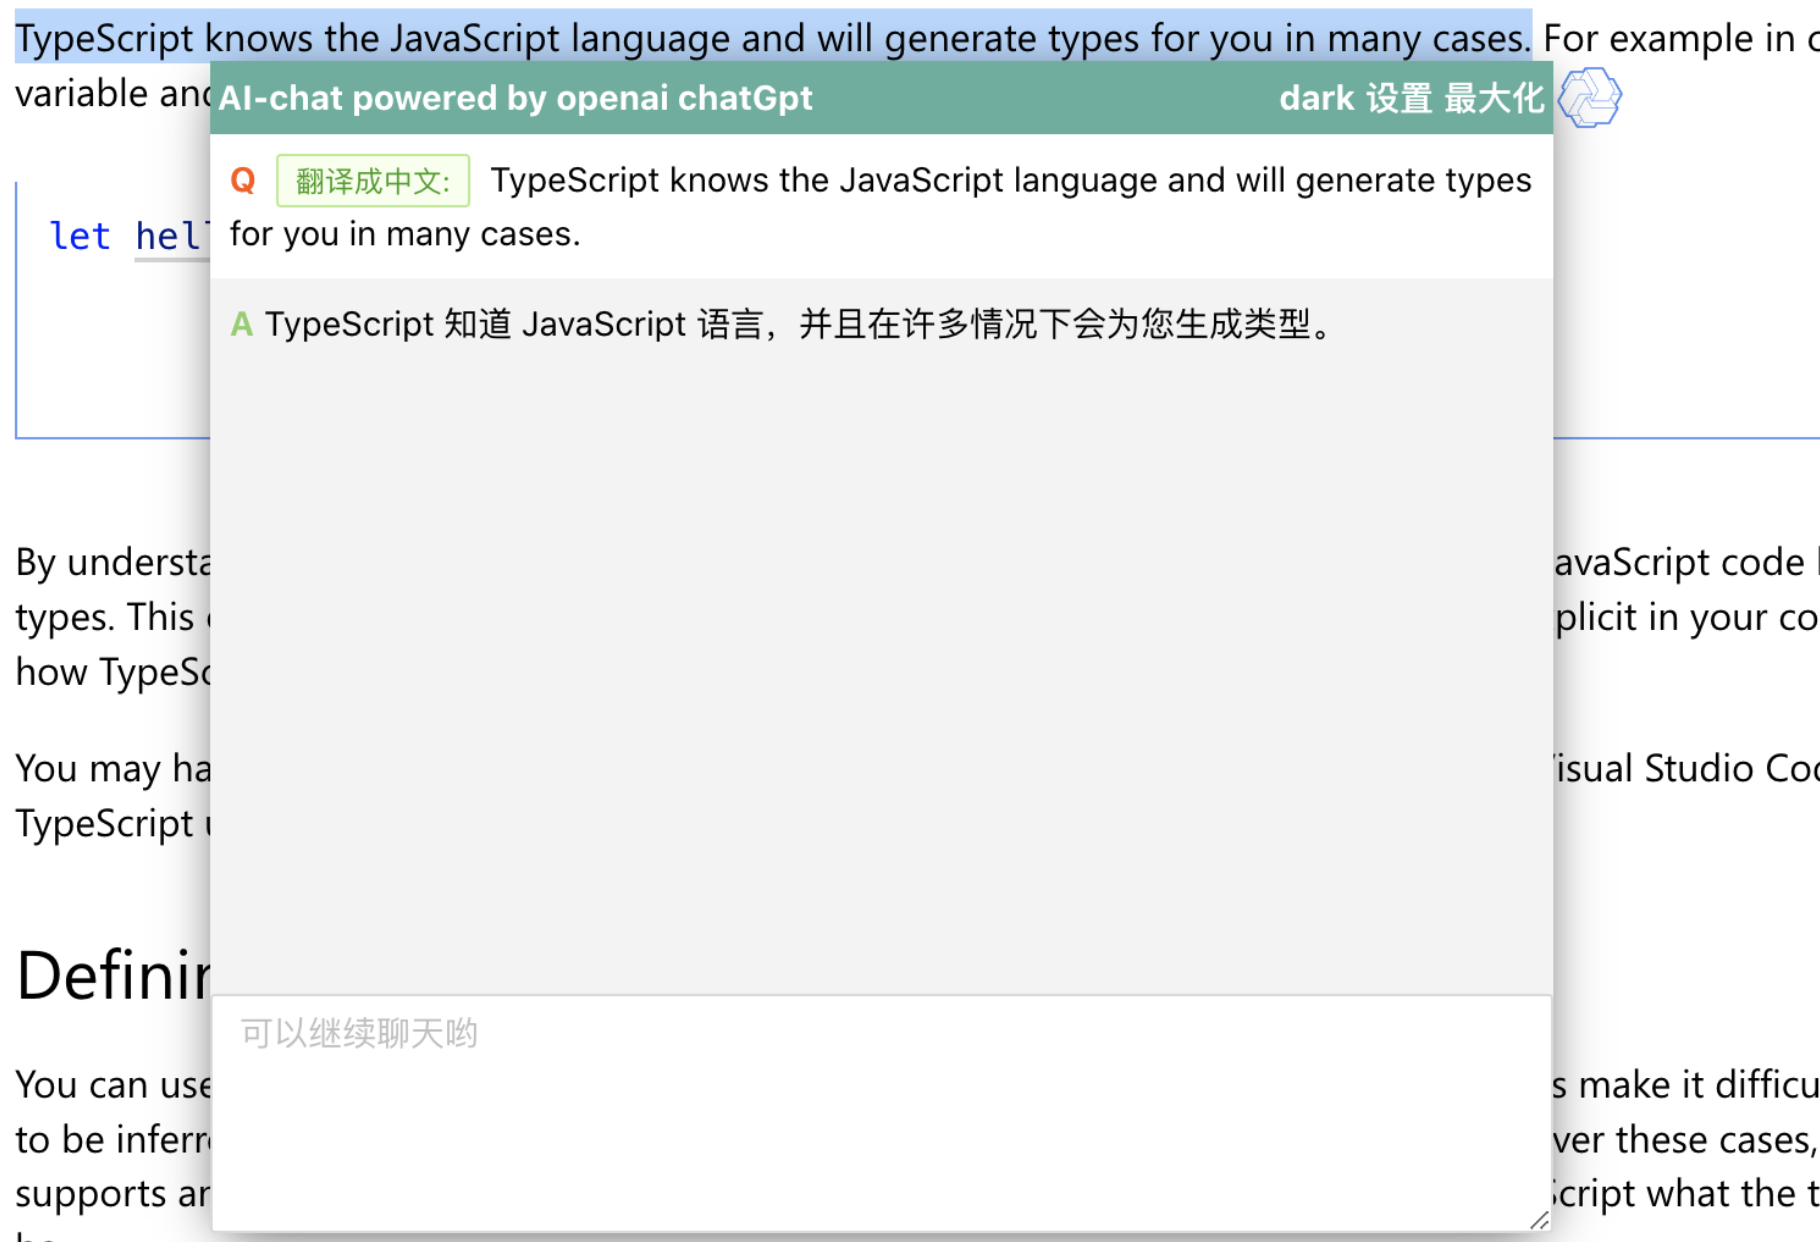 TypeScript knows the JavaScript language and will generate types for you in many cases. For example in
variable and
AI-chat powered by openai chatGpt dark 设置 最大化
Q 翻译成中文: TypeScript knows the JavaScript language and will generate types
for you in many cases.
let hel
A TypeScript 知道 JavaScript 语言，并且在许多情况下会为您生成类型。
By understa avaScript code
types. This plicit in your co
how TypeSc
You may ha isual Studio Cod
TypeScript
Definin
可以继续聊天哟
You can use s make it difficu
to be inferr ver these cases,
supports ar Script what the t